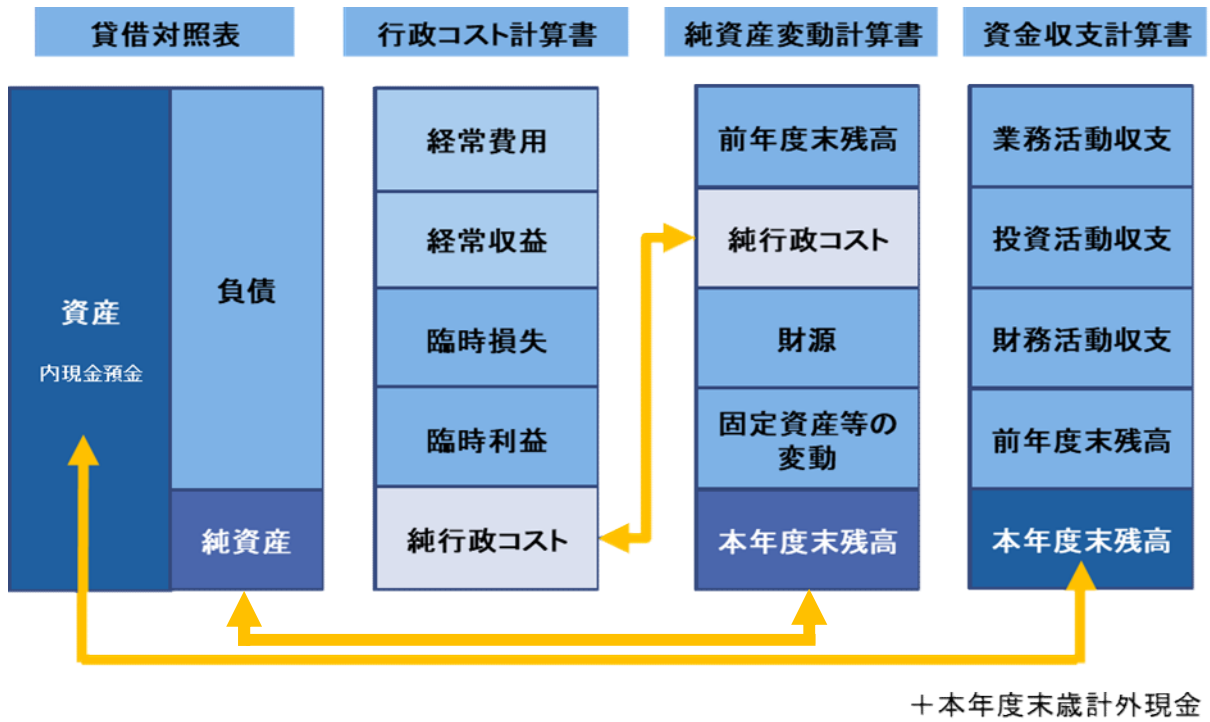 貸借対照表
資産
内現金預金
負債
純資産
行政コスト計算書
経常費用
経常収益
臨時損失
臨時利益
純行政コスト
純資産変動計算書
前年度末残高
純行政コスト
財源
固定資産等の
変動
本年度末残高
資金収支計算書
業務活動収支
投資活動収支
財務活動収支
前年度末残高
本年度末残高
＋本年度末歳計外現金